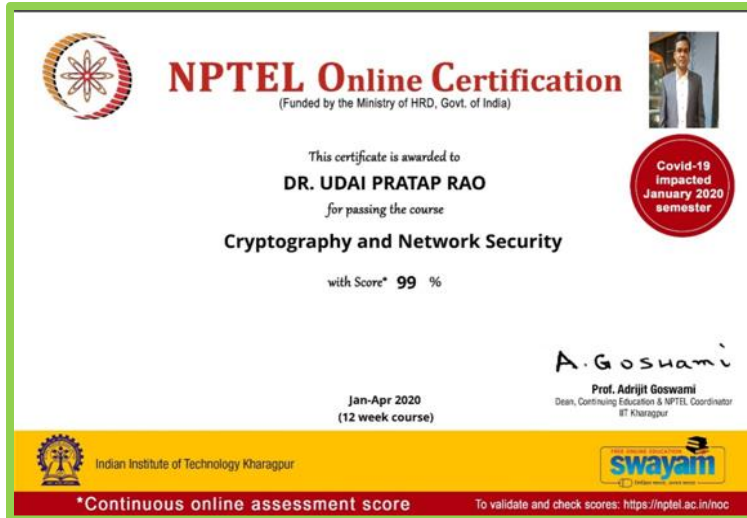 NPTEL Online Certification
(Funded by the Ministry of HRD, Govt. of India)
This certificate is awarded to
DR. UDAI PRATAP RAO
for passing the course
Cryptography and Network Security
with Score* 99 %
Covid-19
impacted
January 2020
semester
A. Goswami
Prof. Adrijit Goswami
Dean, Continuing Education & NPTEL Coordinator
IIT Kharagpur
Jan-Apr 2020
(12 week course)
Indian Institute of Technology Kharagpur
FREE ONLINE EDUCATION
swayam
*Continuous online assessment score
To validate and check scores: https://nptel.ac.in/noc